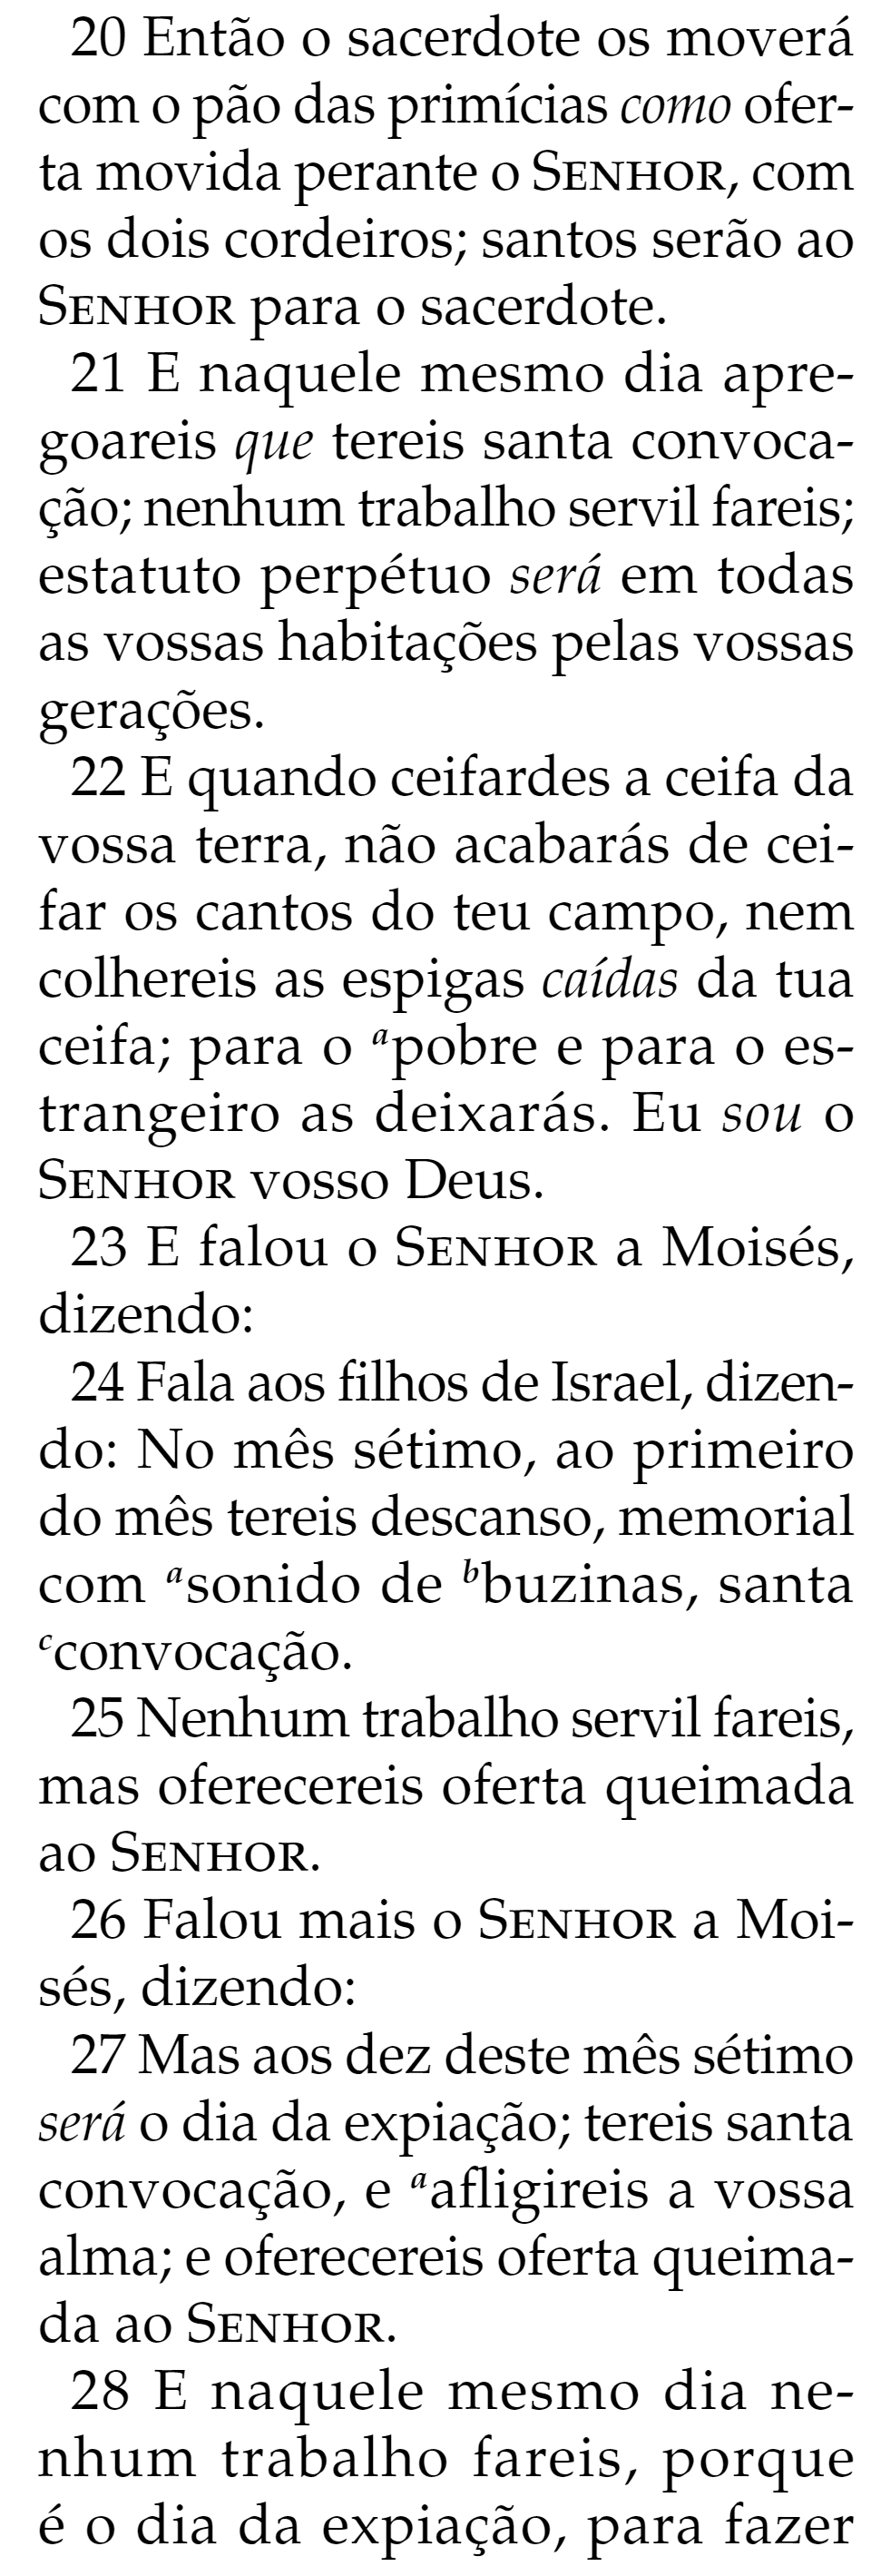 20 Então o sacerdote os moverá
com o pão das primícias como ofer-
ta movida perante o SENHOR, com
os dois cordeiros; santos serão ao
SENHOR para o sacerdote.
21 E naquele mesmo dia apre-
goareis que tereis santa convoca-
ção; nenhum trabalho servil fareis;
estatuto perpétuo será em todas
as vossas habitações pelas vossas
gerações.
22 E quando ceifardes a ceifa da
vossa terra, não acabarás de cei-
far os cantos do teu campo, nem
colhereis as espigas caídas da tua
ceifa; para o a pobre e para o es-
trangeiro as deixarás. Eu sou o
SENHOR vosso Deus.
23 E falou o SENHOR a Moisés,
dizendo:
24 Fala aos filhos de Israel, dizen-
do: No mês sétimo, ao primeiro
do mês tereis descanso, memorial
com a sonido de b buzinas, santa
c convocação.
25 Nenhum trabalho servil fareis,
mas oferecereis oferta queimada
ao SENHOR.
26 Falou mais o SENHOR a Moi-
sés, dizendo:
27 Mas aos dez deste mês sétimo
será o dia da expiação; tereis santa
convocação, e a afligireis a vossa
alma; e oferecereis oferta queima-
da ao SENHOR.
28 E naquele mesmo dia ne-
nhum trabalho fareis, porque
é o dia da expiação, para fazer